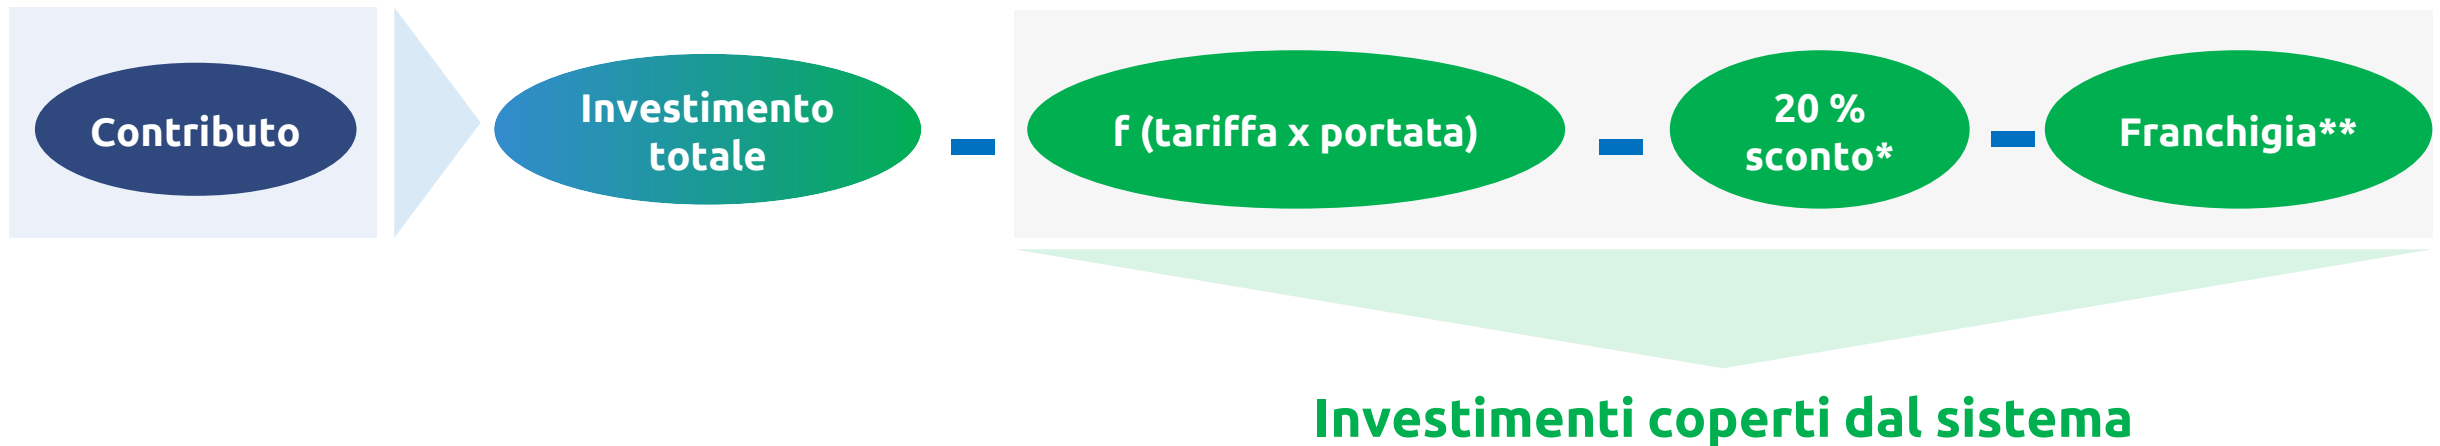 Contributo
Investimento
totale
f (tariffa x portata)
20 %
sconto*
Franchigia**
Investimenti coperti dal sistema